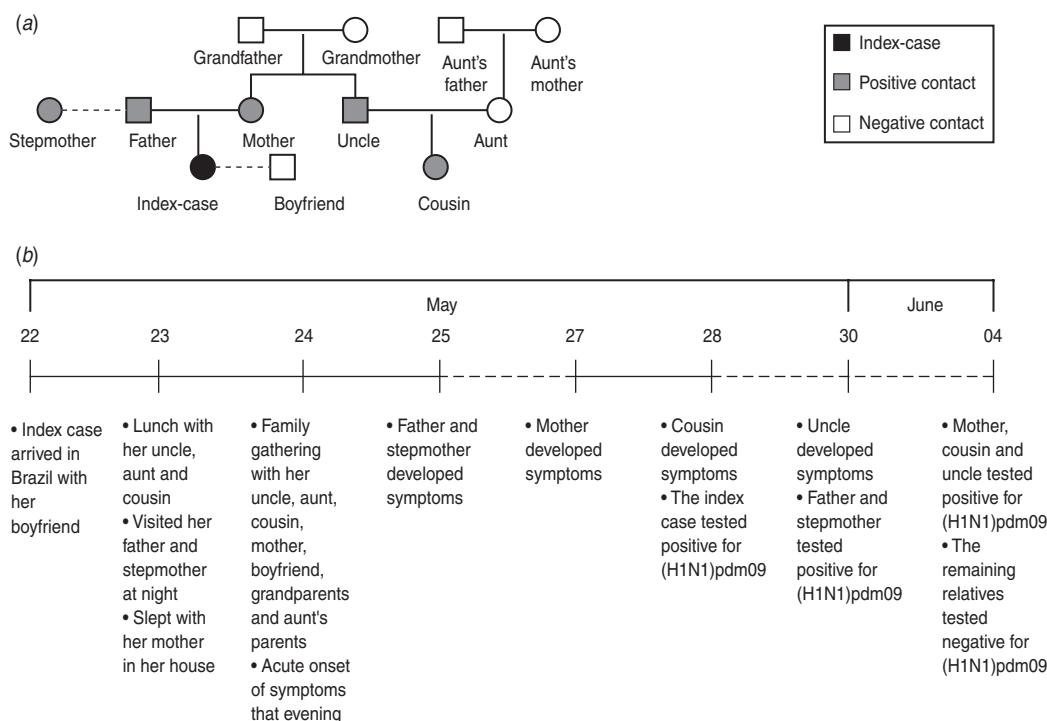 (a)
Grandfather
Grandmother
Aunt's
father
Aunt's
mother
Index-case
Positive contact
Negative contact
Stepmother
Father
Mother
Uncle
Aunt
Index-case
Boyfriend
Cousin
(b)
May
June
22
23
24
25
27
28
30
04
• Index case
arrived in
Brazil with
her
boyfriend
• Lunch with
her uncle,
aunt and
cousin
• Visited her
father and
stepmother
at night
• Slept with
her mother
in her house
• Family
gathering
with her
uncle, aunt,
cousin,
mother,
boyfriend,
grandparents
and aunt's
parents
• Acute onset
of symptoms
that evening
• Father and
stepmother
developed
symptoms
• Mother
developed
symptoms
• Cousin
developed
symptoms
• The index
case tested
positive for
(H1N1)pdm09
• Uncle
developed
symptoms
• Father and
stepmother
tested
positive for
(H1N1)pdm09
• Mother,
cousin and
uncle tested
positive for
(H1N1)pdm09
• The
remaining
relatives
tested
negative for
(H1N1)pdm09